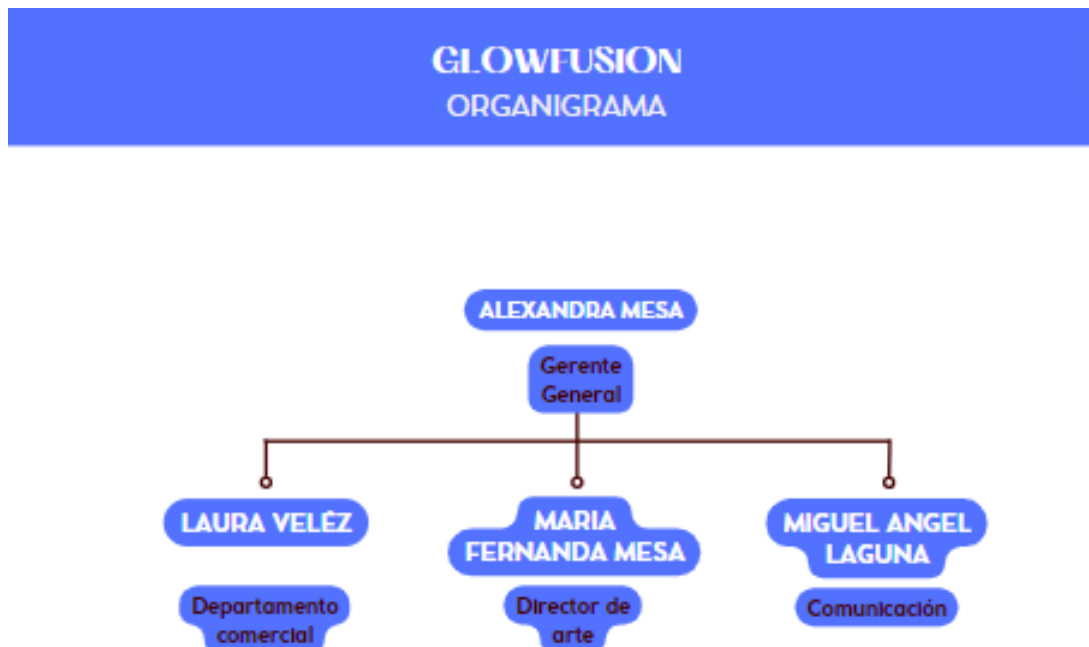 GLOWFUSION
ORGANIGRAMA
ALEXANDRA MESA
Gerente
General
LAURA VELÉZ
Departamento
comercial
MARIA
FERNANDA MESA
Director de
arte
MIGUEL ANGEL
LAGUNA
Comunicación